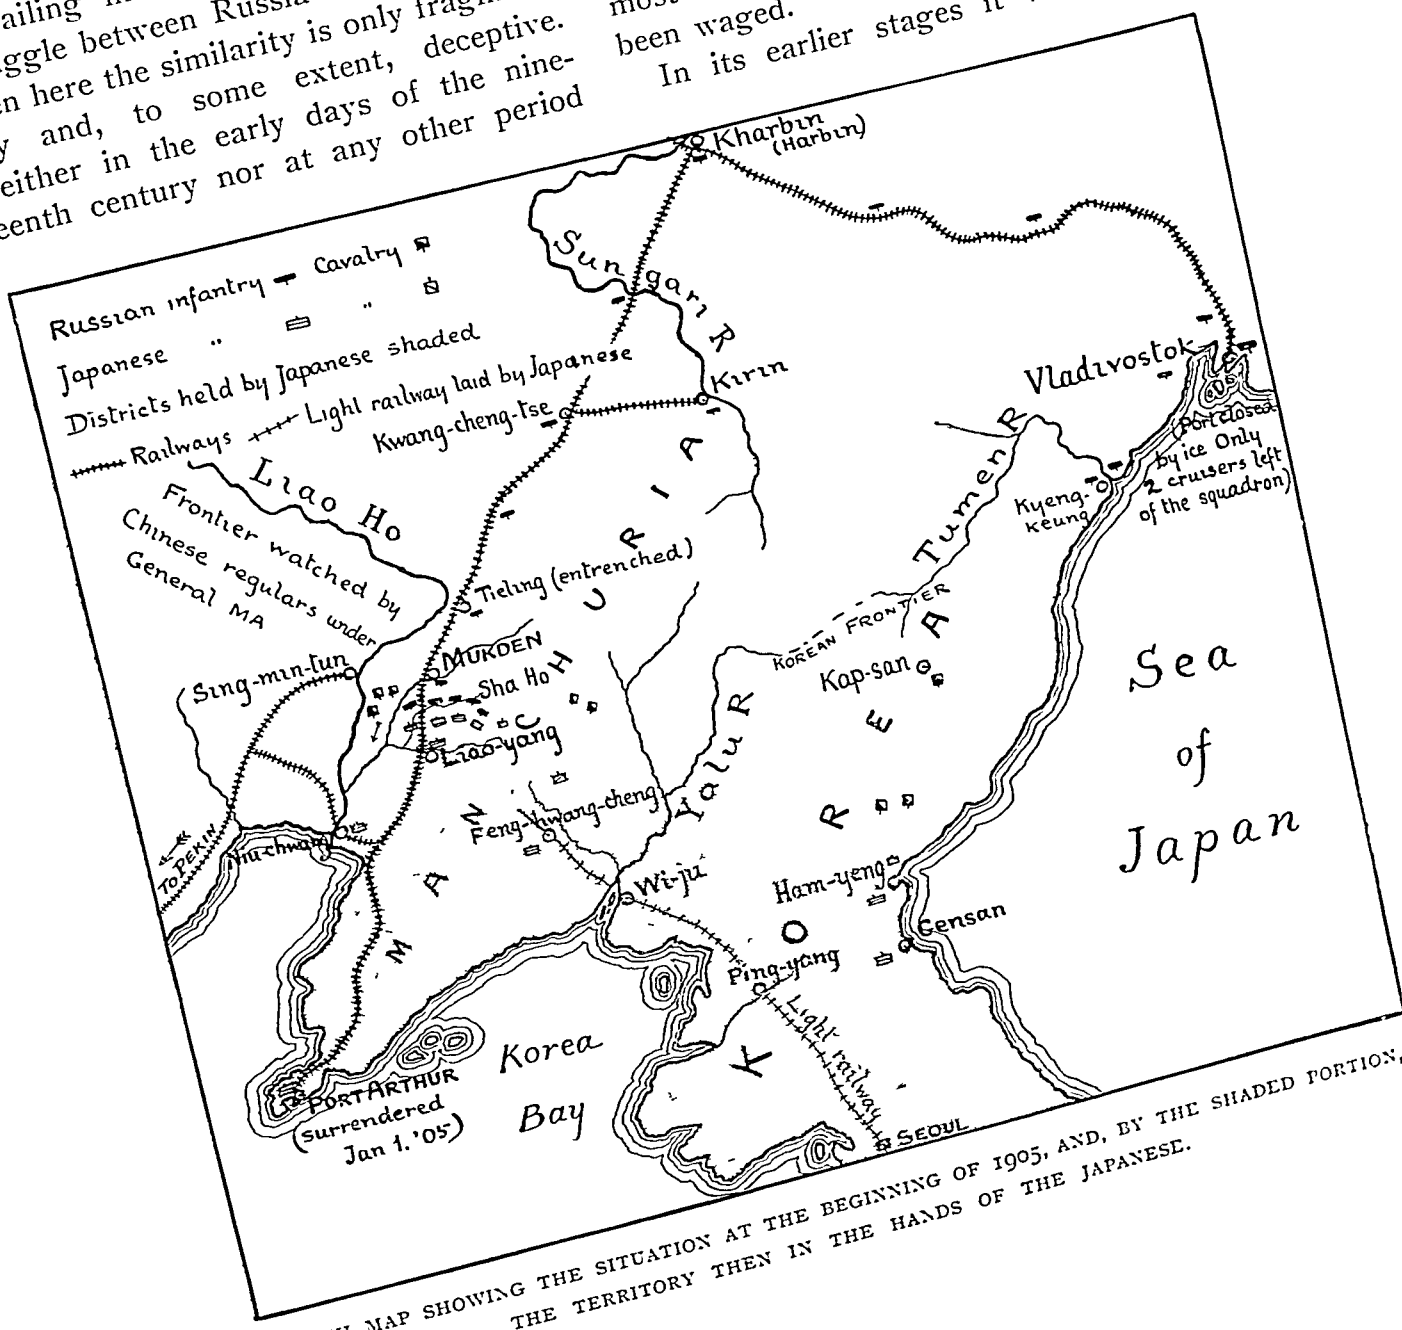 between Russia
here the similarity is only
and, to some extent, deceptive.
either in the early days of the nine-
century nor at any other period
been waged.
In its earlier stages it
Kharbin
(Harbin)
Russian infantry Cavalry
Japanese " "
Districts held by Japanese shaded
Railways Light railway laid by Japanese
Sungari R
Kirin
Kwang-cheng-tse
Vladivostok
(Port closed
by ice Only
2 cruisers left
of the squadron)
Liao Ho
Frontier watched by
Chinese regulars under
General MA
Tumen R
Kyeng-
keung
MANCHURIA
Tieling (entrenched)
KOREAN FRONTIER
Sing-min-tun
MUKDEN
Sha Ho
Kap-san
Liao-yang
Yalu R
Sea
of
Japan
Feng-hwang-cheng
TO PEKIN
Niu-chwang
Wi-ju
Ham-yeng
KOREA
Gensan
Ping-yang
Light railway
Korea
Bay
PORT ARTHUR
(surrendered
Jan 1. '05)
SEOUL
MAP SHOWING THE SITUATION AT THE BEGINNING OF 1905, AND, BY THE SHADED PORTION,
THE TERRITORY THEN IN THE HANDS OF THE JAPANESE.